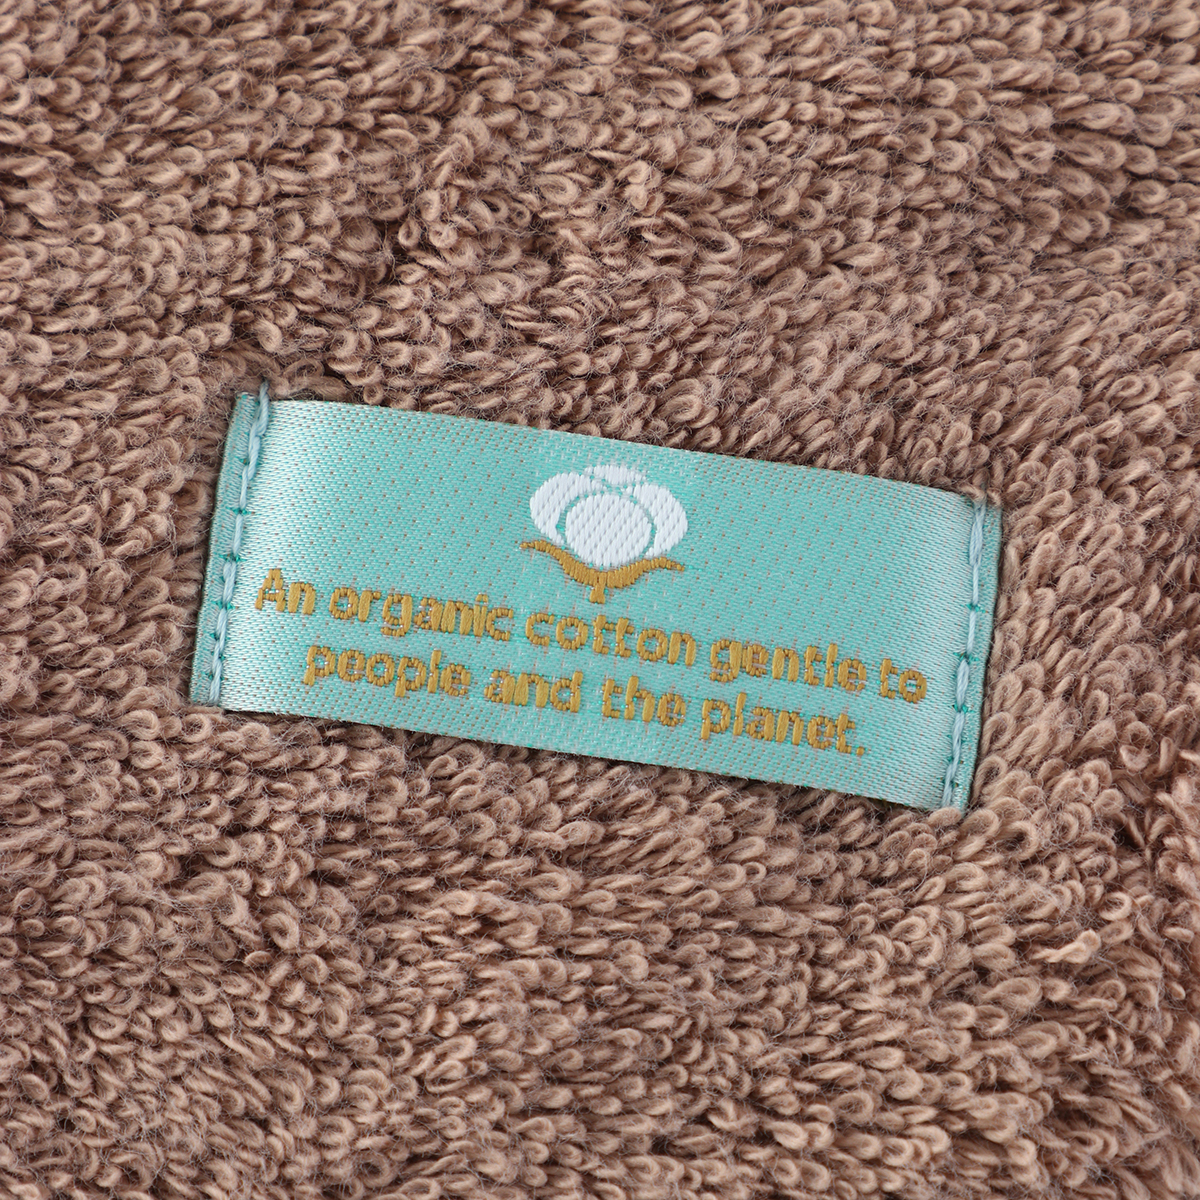 An organic cotton gentle to
people and the planet.